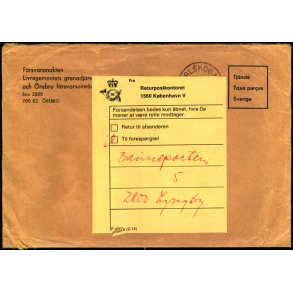 Försvarsmakten
Livregementets grenadjärer
och Örebro försvarsområde
Box 2000
700 02 ÖREBRO
Fra
Returpostkontoret
1560 København V
Forsendelsen bedes kun åbnet, hvis De
mener at være rette modtager.
Retur til afsenderen
Til forespørgsel
5
2800 Lyngby
Tjänste
Taxe perçue
Sverige